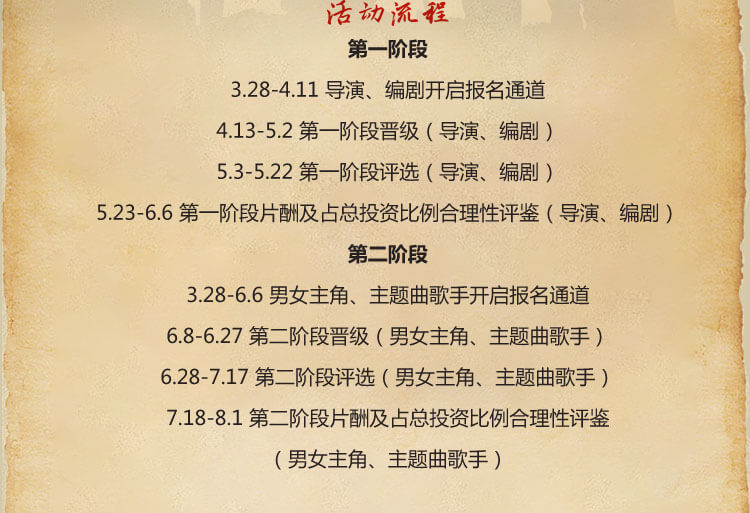 活动流程
第一阶段
3.28-4.11 导演、编剧开启报名通道
4.13-5.2 第一阶段晋级（导演、编剧）
5.3-5.22 第一阶段评选（导演、编剧）
5.23-6.6 第一阶段片酬及占总投资比例合理性评鉴（导演、编剧）
第二阶段
3.28-6.6 男女主角、主题曲歌手开启报名通道
6.8-6.27 第二阶段晋级（男女主角、主题曲歌手）
6.28-7.17 第二阶段评选（男女主角、主题曲歌手）
7.18-8.1 第二阶段片酬及占总投资比例合理性评鉴
（男女主角、主题曲歌手）